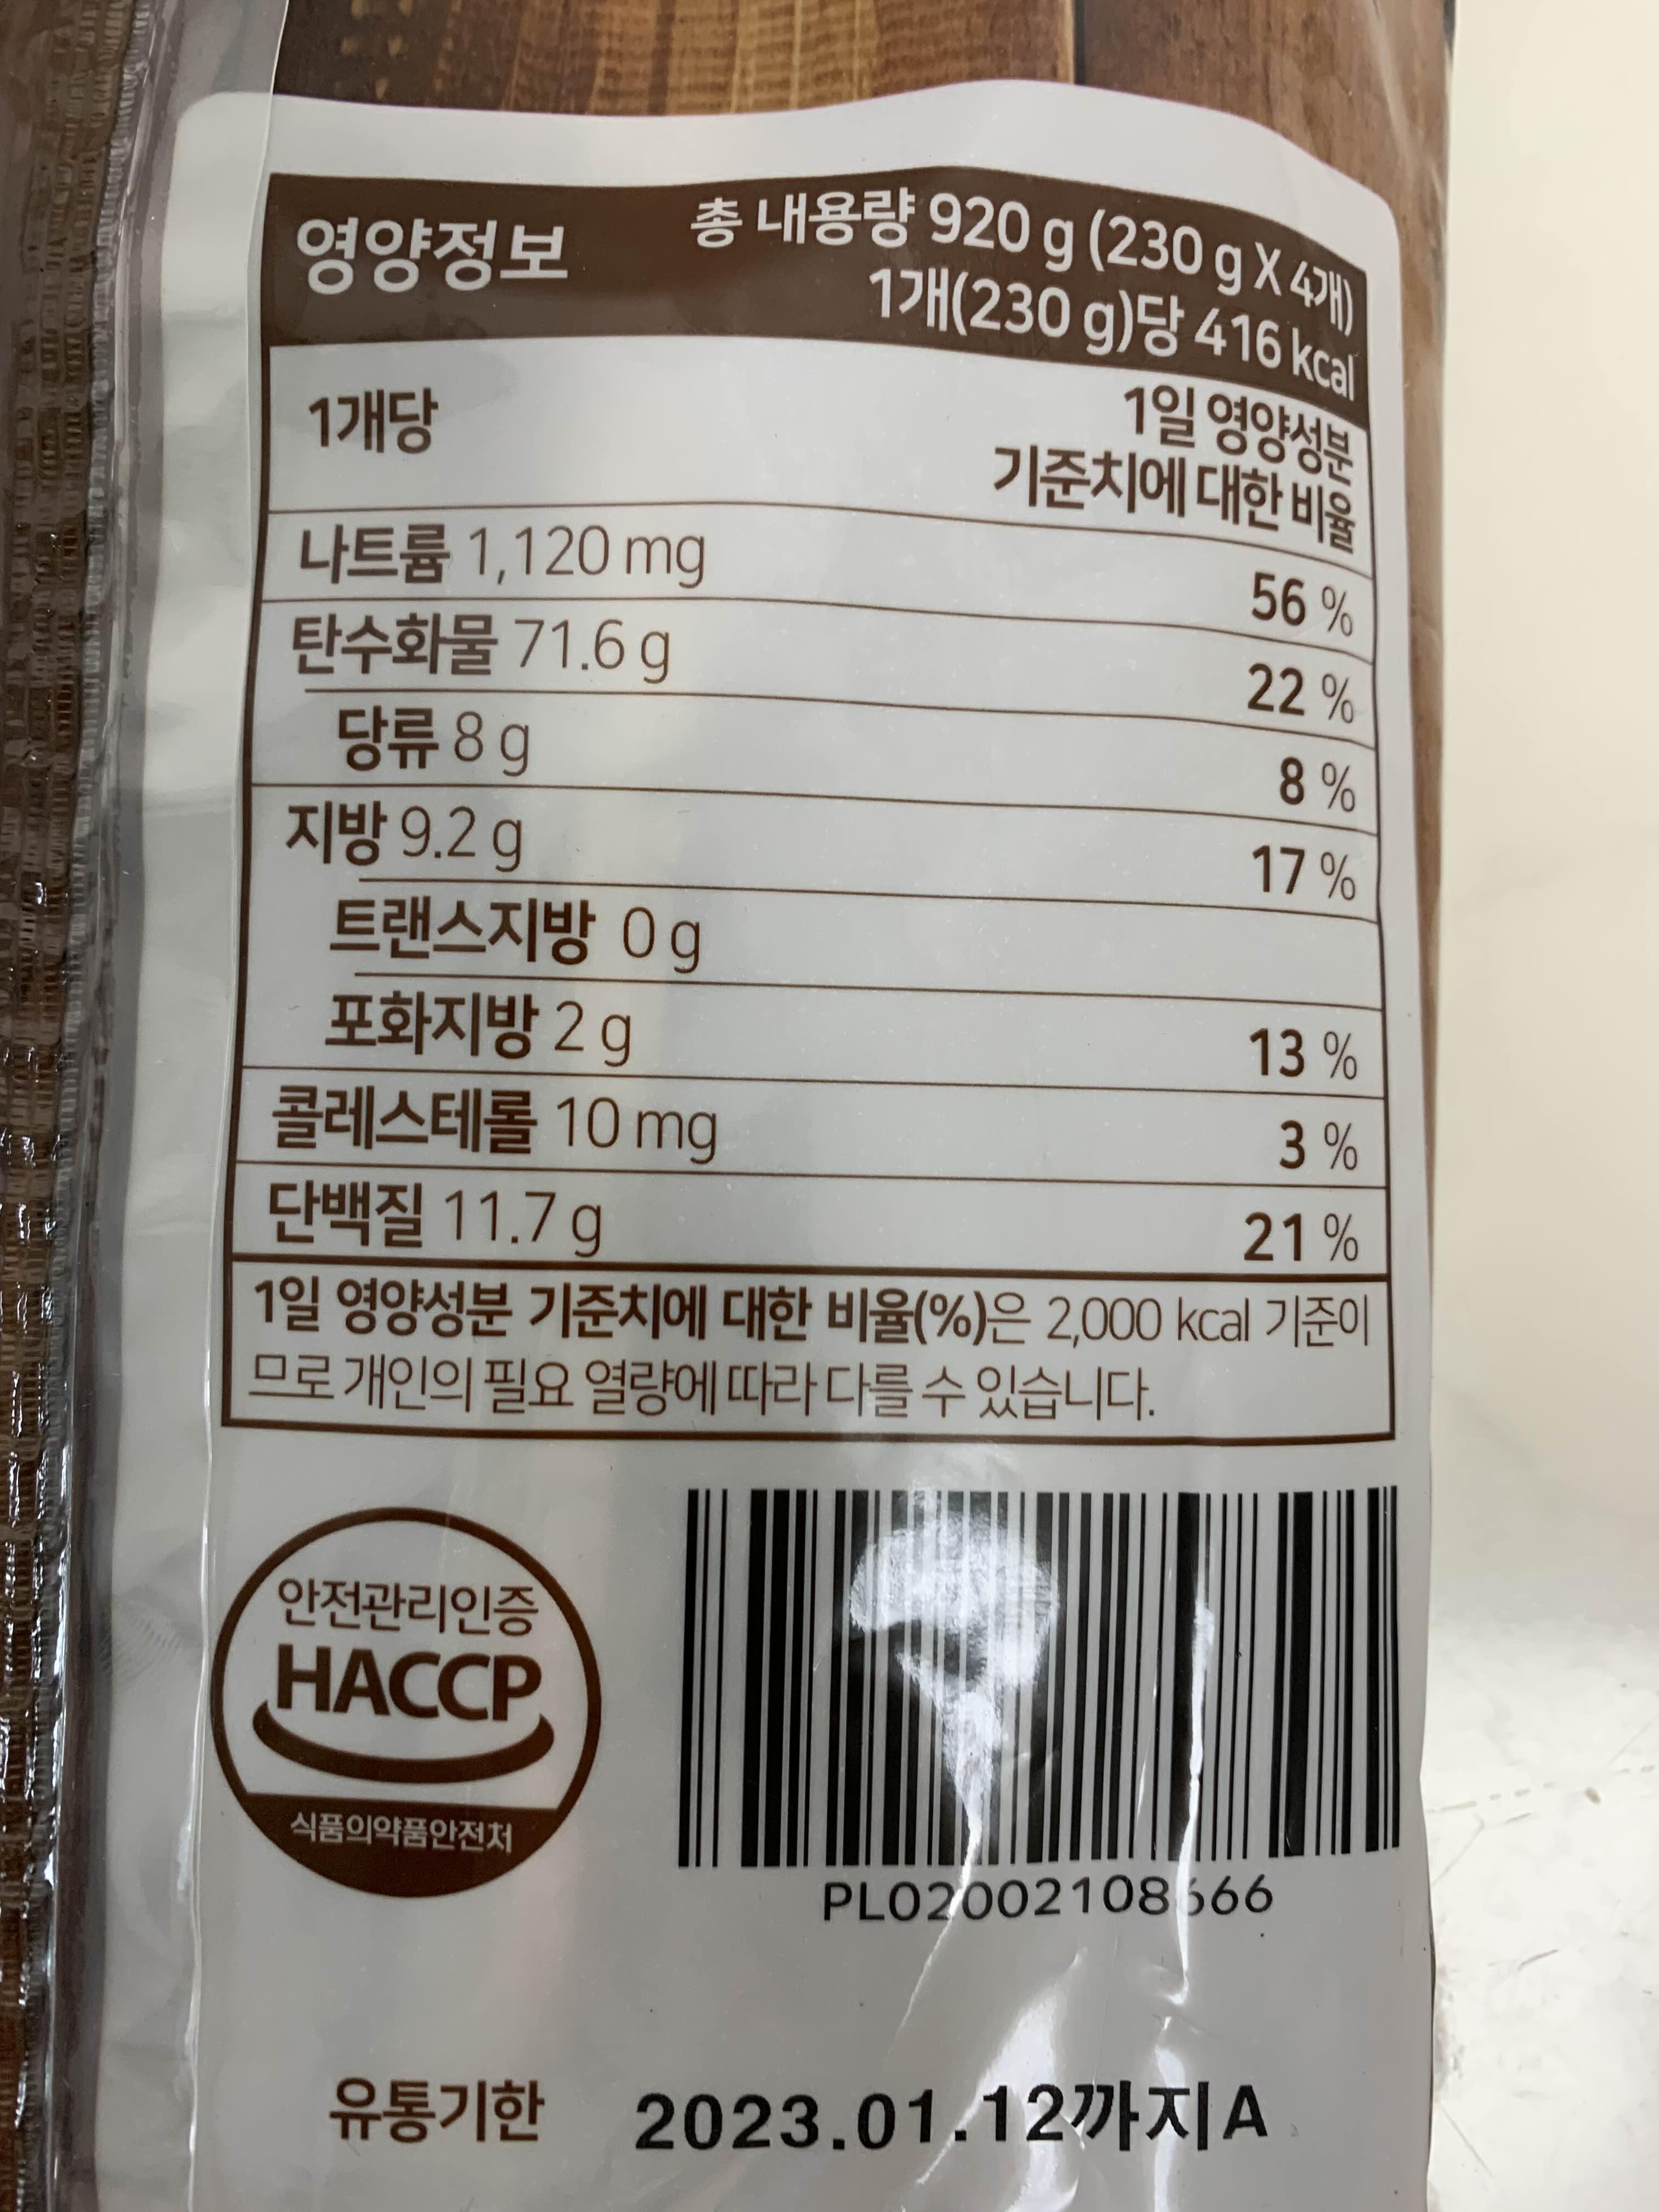 영양정보
총 내용량 920 g (230 g X 4개)
1개(230 g)당 416 kcal
1개당
1일 영양성분
기준치에 대한 비율
나트륨 1,120 mg 56 %
탄수화물 71.6 g 22 %
당류 8 g 8 %
지방 9.2 g 17 %
트랜스지방 0 g
포화지방 2 g 13 %
콜레스테롤 10 mg 3 %
단백질 11.7 g 21 %
1일 영양성분 기준치에 대한 비율(%)은 2,000 kcal 기준이
므로 개인의 필요 열량에 따라 다를 수 있습니다.
안전관리인증
HACCP
식품의약품안전처
PL02002108666
유통기한 2023.01.12까지A